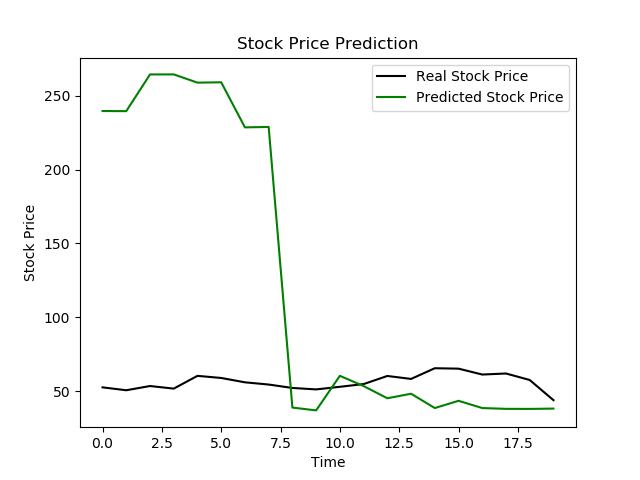 Stock Price Prediction
Real Stock Price
Predicted Stock Price
Stock Price
250
200
150
100
50
0.0 2.5 5.0 7.5 10.0 12.5 15.0 17.5
Time